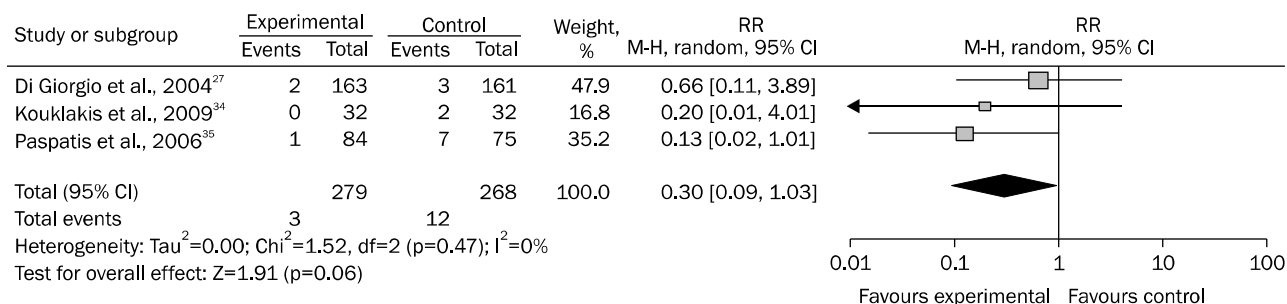 Study or subgroup Experimental Control Weight, % RR M-H, random, 95% CI RR M-H, random, 95% CI
Events Total Events Total
Di Giorgio et al., 2004²⁷ 2 163 3 161 47.9 0.66 [0.11, 3.89]
Kouklakis et al., 2009³⁴ 0 32 2 32 16.8 0.20 [0.01, 4.01]
Paspatis et al., 2006³⁵ 1 84 7 75 35.2 0.13 [0.02, 1.01]
Total (95% CI) 279 268 100.0 0.30 [0.09, 1.03]
Total events 3 12
Heterogeneity: Tau²=0.00; Chi²=1.52, df=2 (p=0.47); I²=0%
Test for overall effect: Z=1.91 (p=0.06)
0.01 0.1 1 10 100
Favours experimental Favours control